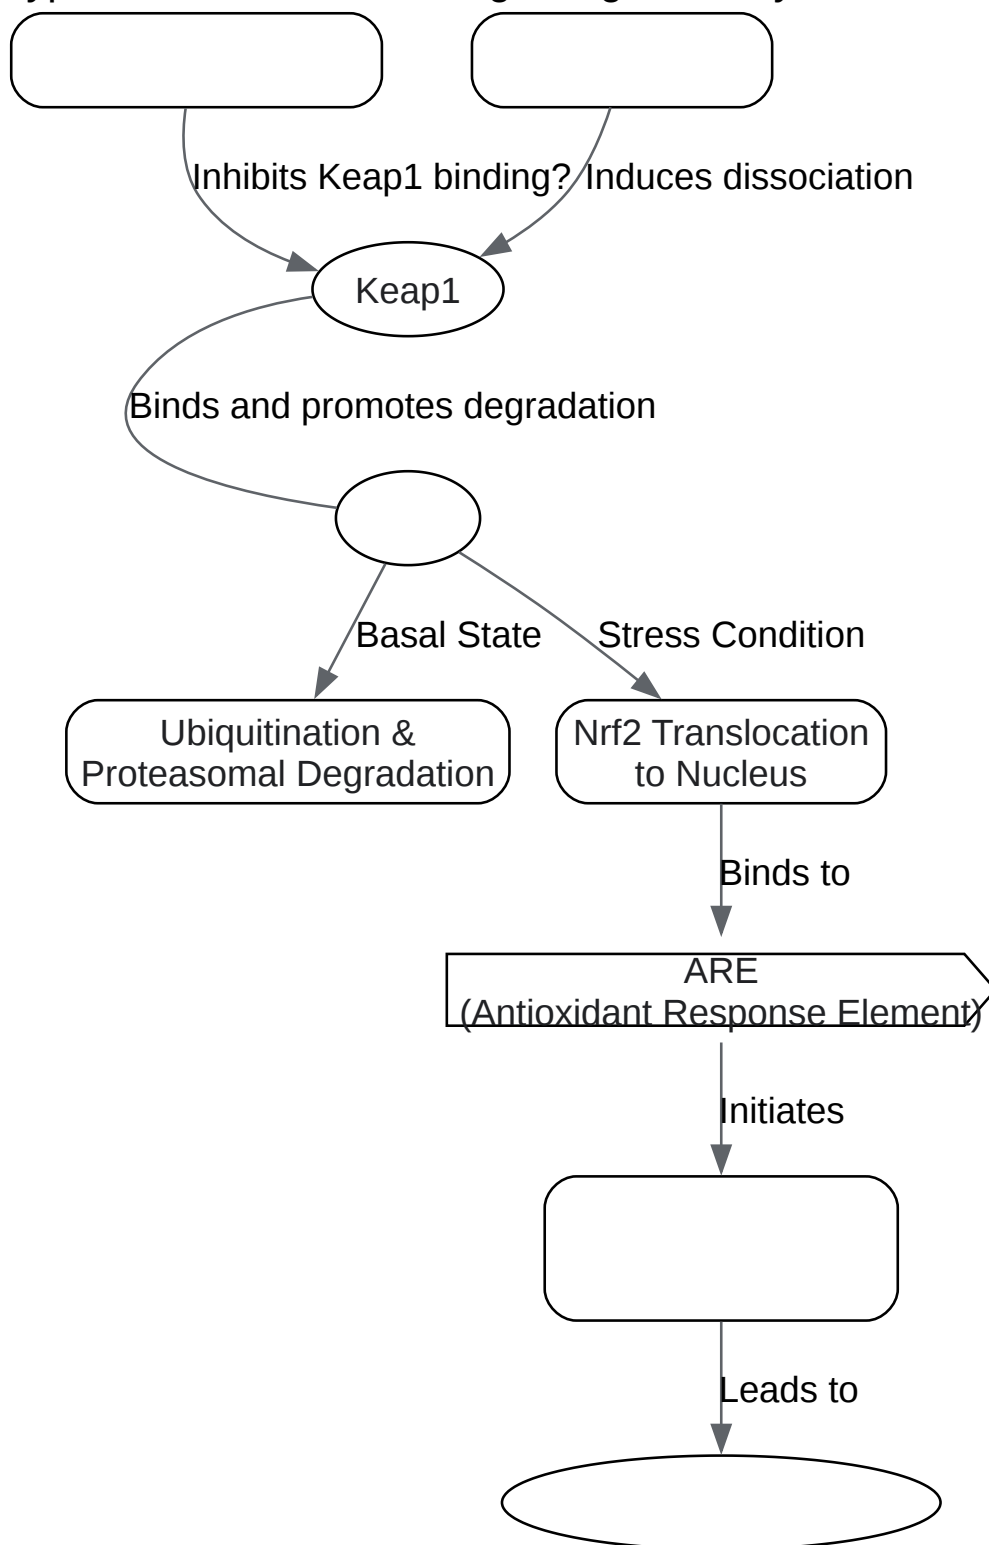 Inhibits Keap1 binding?
Induces dissociation
Keap1
Binds and promotes degradation
Basal State
Stress Condition
Ubiquitination &
Proteasomal Degradation
Nrf2 Translocation
to Nucleus
Binds to
ARE
(Antioxidant Response Element)
Initiates
Leads to